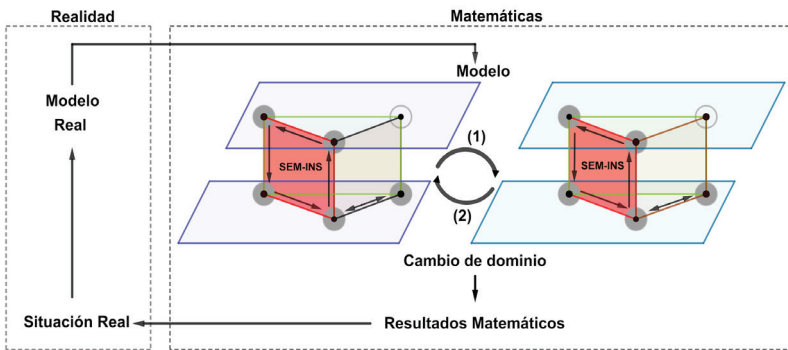 Realidad
Matemáticas
Modelo
Modelo
Real
(1)
SEM-INS
SEM-INS
(2)
Cambio de dominio
Situación Real
Resultados Matemáticos